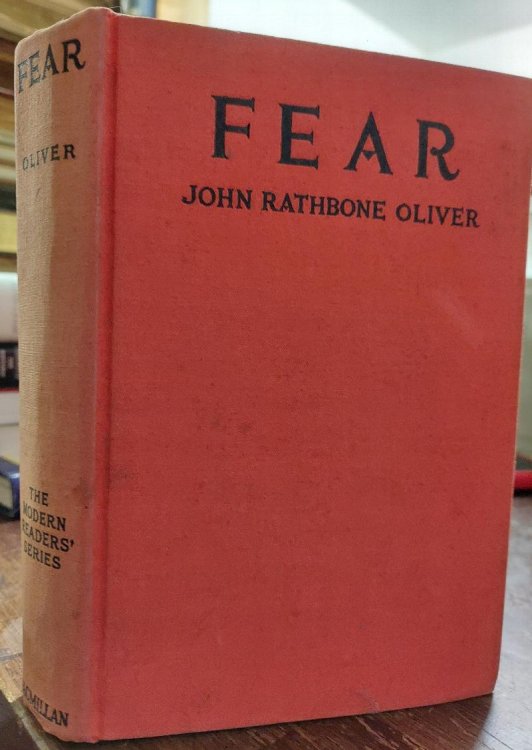 FEAR
OLIVER
THE
MODERN
READERS'
SERIES
MACMILLAN
FEAR
JOHN RATHBONE OLIVER